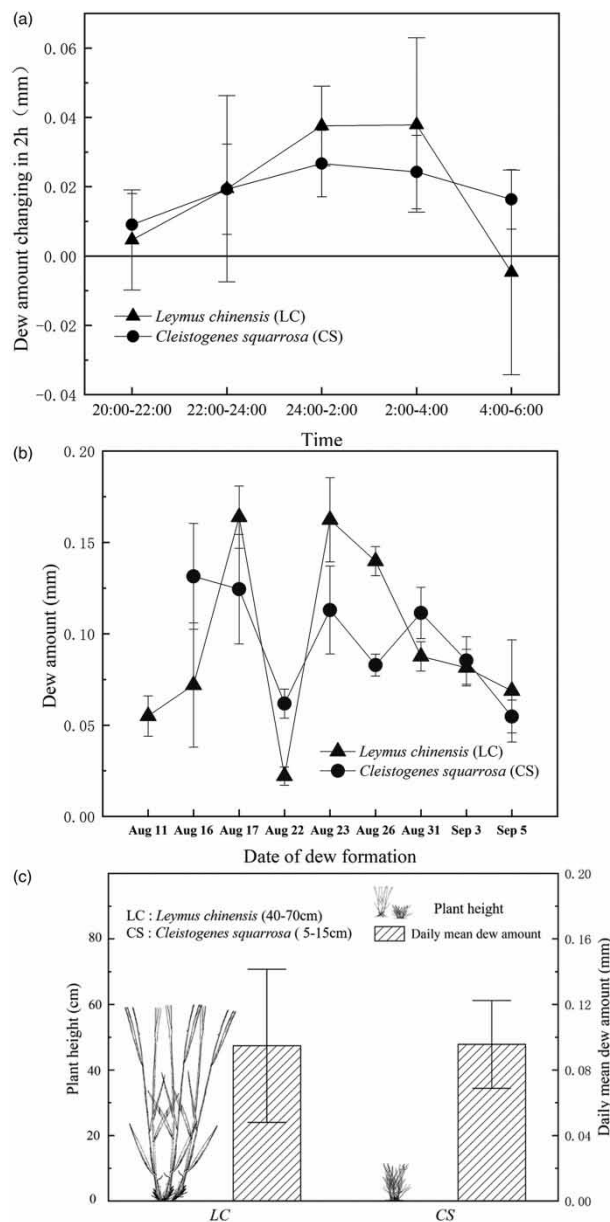 (a)
0.06
0.04
0.02
0.00
−0.02
−0.04
Dew amount changing in 2h（mm）
Leymus chinensis (LC)
Cleistogenes squarrosa (CS)
20:00-22:00 22:00-24:00 24:00-2:00 2:00-4:00 4:00-6:00
Time
(b)
0.20
0.15
0.10
0.05
0.00
Dew amount (mm)
Leymus chinensis (LC)
Cleistogenes squarrosa (CS)
Aug 11 Aug 16 Aug 17 Aug 22 Aug 23 Aug 26 Aug 31 Sep 3 Sep 5
Date of dew formation
(c)
LC : Leymus chinensis (40-70cm)
CS : Cleistogenes squarrosa ( 5-15cm)
Plant height
Daily mean dew amount
80
60
40
20
0
Plant height (cm)
0.20
0.16
0.12
0.08
0.04
0.00
Daily mean dew amount (mm)
LC CS